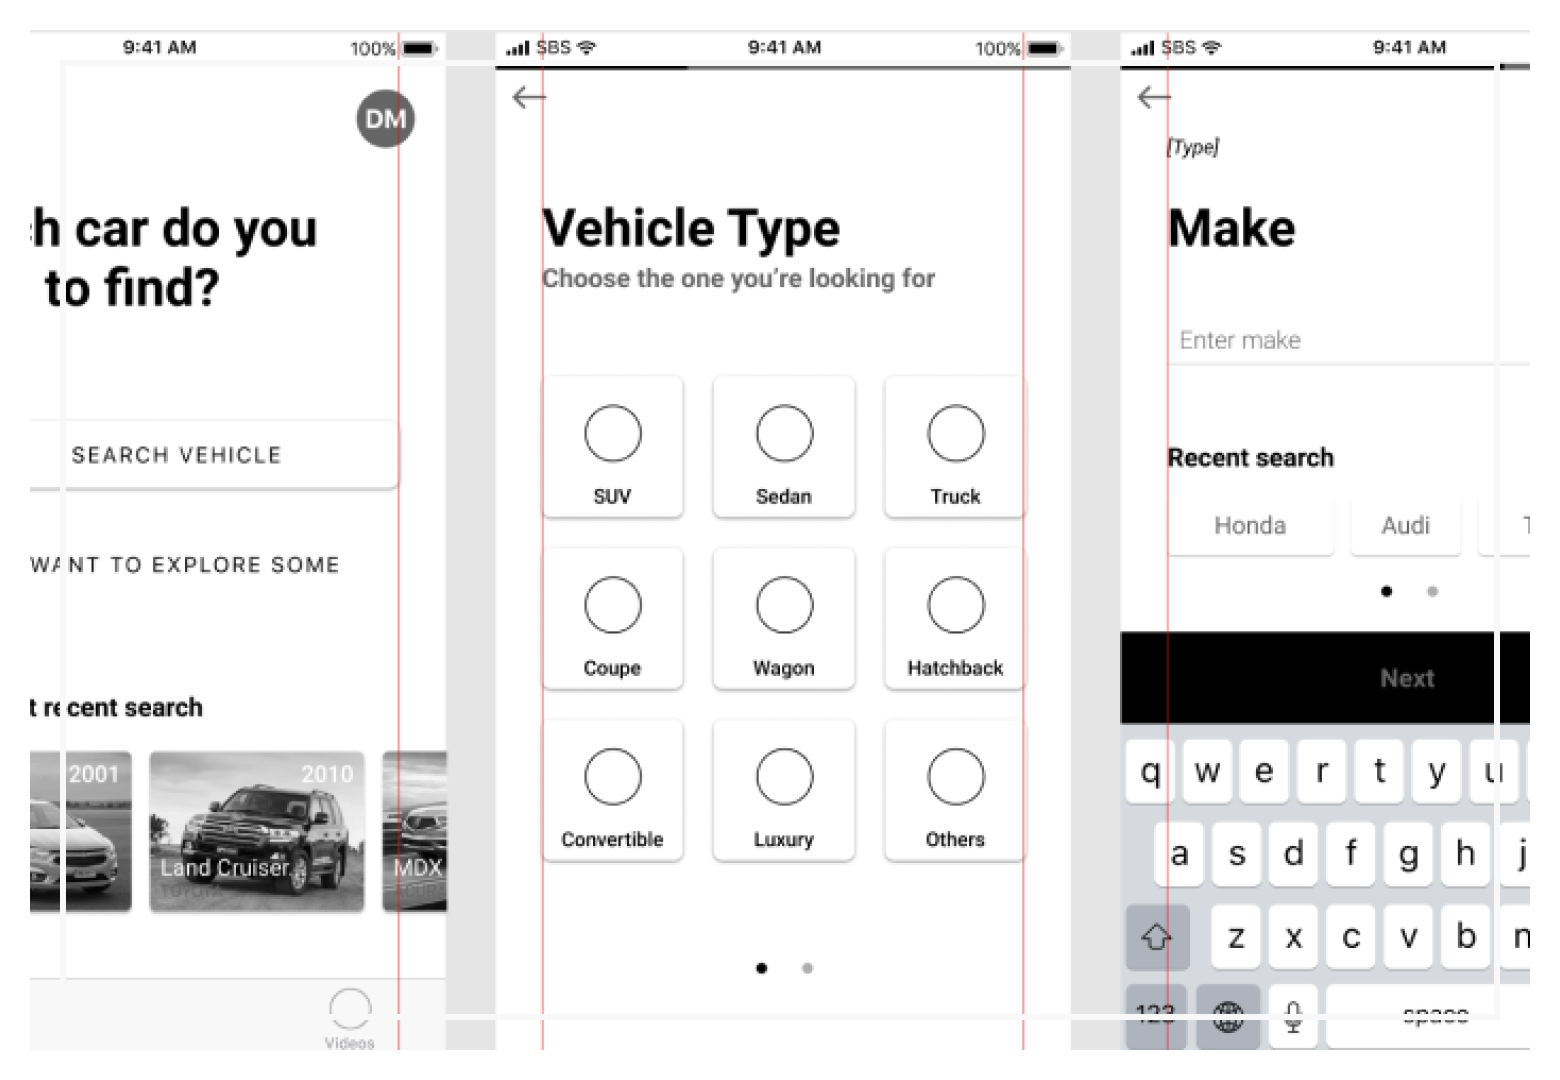 9:41 AM 100%
DM
h car do you
to find?
SEARCH VEHICLE
WANT TO EXPLORE SOME
t recent search
2001
2010
Land Cruiser
TOYOTA
MDX
Videos
SBS 9:41 AM 100%
Vehicle Type
Choose the one you’re looking for
SUV Sedan Truck
Coupe Wagon Hatchback
Convertible Luxury Others
SBS 9:41 AM
[Type]
Make
Enter make
Recent search
Honda Audi T
Next
q w e r t y u
a s d f g h j
z x c v b n
123 space